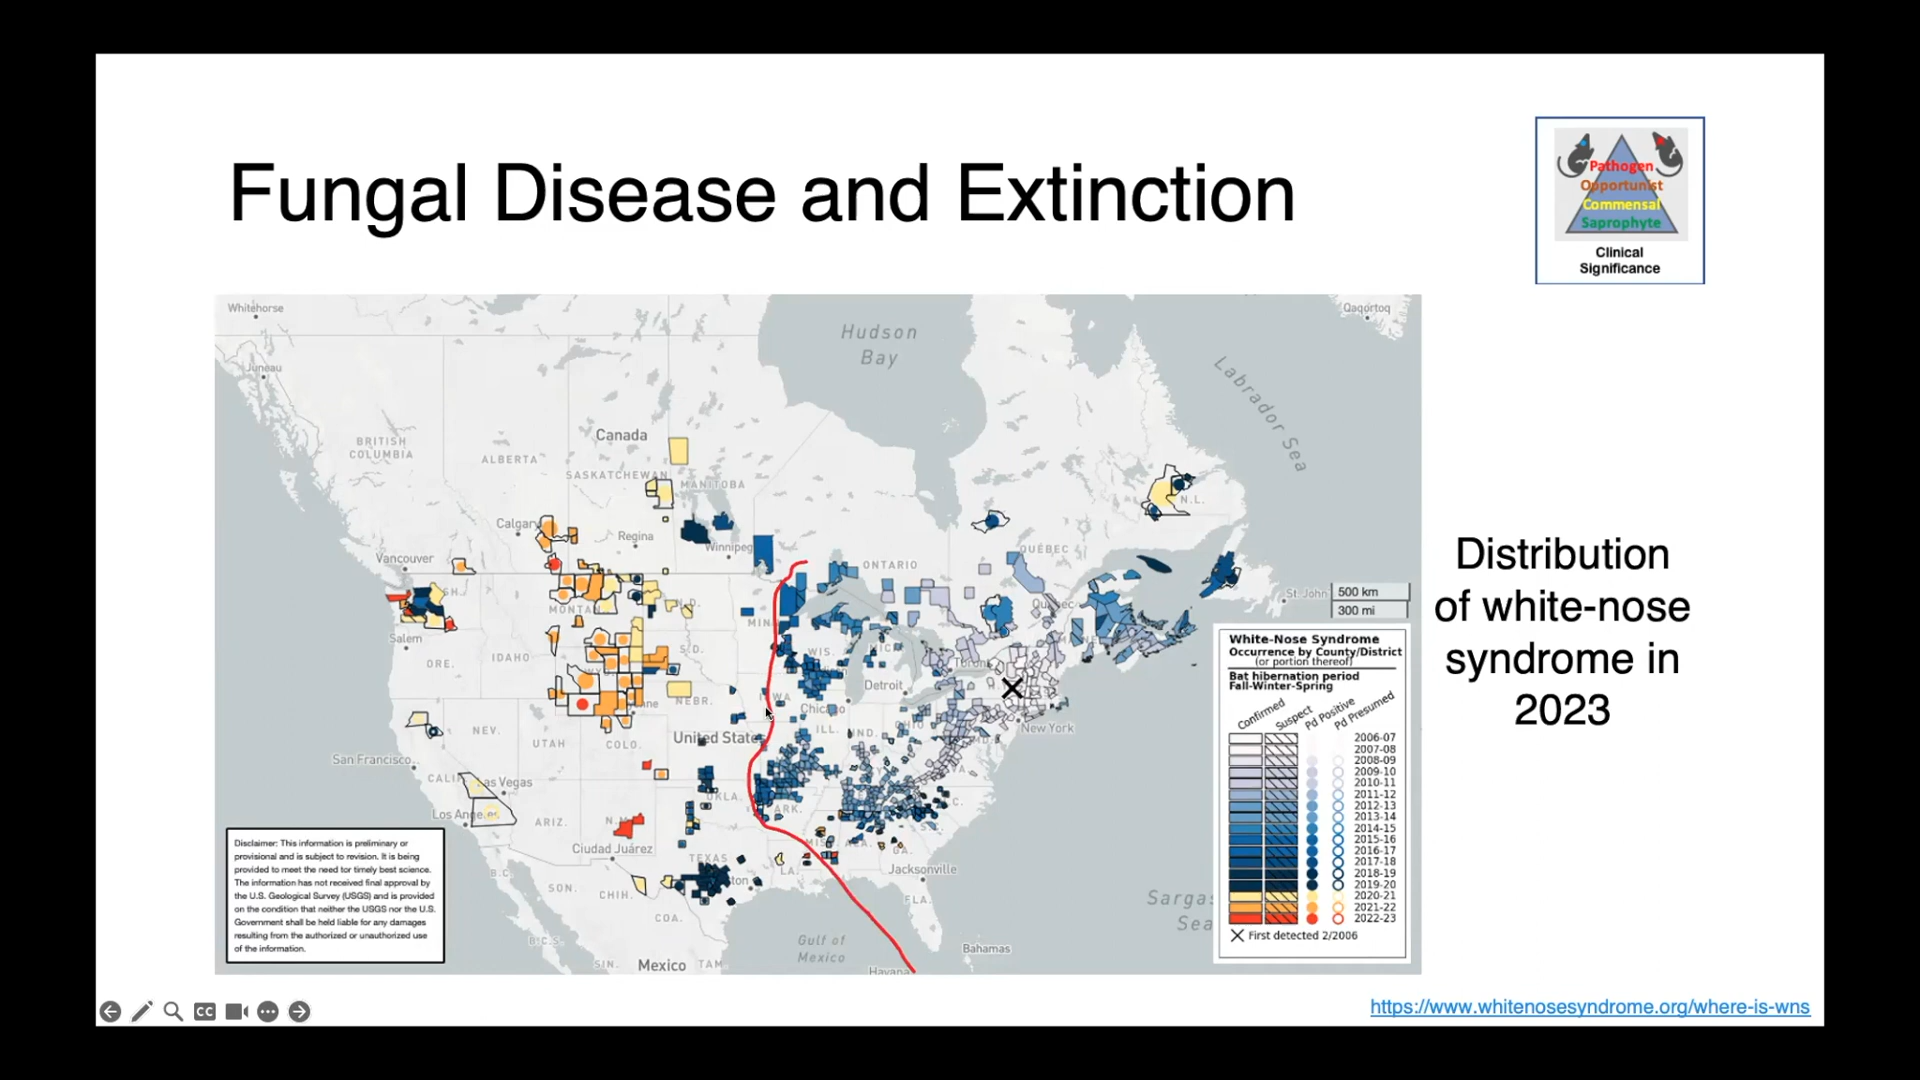 Fungal Disease and Extinction
Pathogen
Opportunist
Commensal
Saprophyte
Clinical
Significance
Whitehorse
Juneau
Hudson
Bay
Qaqortoq
Labrador Sea
Canada
BRITISH
COLUMBIA
ALBERTA
SASKATCHEWAN
MANITOBA
Calgary
Regina
Winnipeg
Vancouver
ONTARIO
QUÉBEC
N.L.
St. John'
500 km
300 mi
Salem
MONTAN
N.D.
MIN
Québec
ORE.
IDAHO
S.D.
WIS.
MICH
Toronto
NEBR.
Detroit
Chicago
NEV.
UTAH
COLO.
United States
ILL.
IND.
New York
San Francisco
CALIF
Las Vegas
Los Angeles
ARIZ.
OKLA.
ARK.
Ciudad Juárez
TEXAS
LA.
GA.
Jacksonville
B.C.
SON.
CHIH.
COA.
FLA.
Sargas
Sea
B.C.S.
SIN.
Mexico
TAM.
Gulf of
Mexico
Havana
Bahamas
Disclaimer: This information is preliminary or
provisional and is subject to revision. It is being
provided to meet the need for timely best science.
The information has not received final approval by
the U.S. Geological Survey (USGS) and is provided
on the condition that neither the USGS nor the U.S.
Government shall be held liable for any damages
resulting from the authorized or unauthorized use
of the information.
White-Nose Syndrome
Occurrence by County/District
(or portion thereof)
Bat hibernation period
Fall-Winter-Spring
Confirmed
Suspect
Pd Positive
Pd Presumed
2006-07
2007-08
2008-09
2009-10
2010-11
2011-12
2012-13
2013-14
2014-15
2015-16
2016-17
2017-18
2018-19
2019-20
2020-21
2021-22
2022-23
First detected 2/2006
Distribution
of white-nose
syndrome in
2023
CC
https://www.whitenosesyndrome.org/where-is-wns